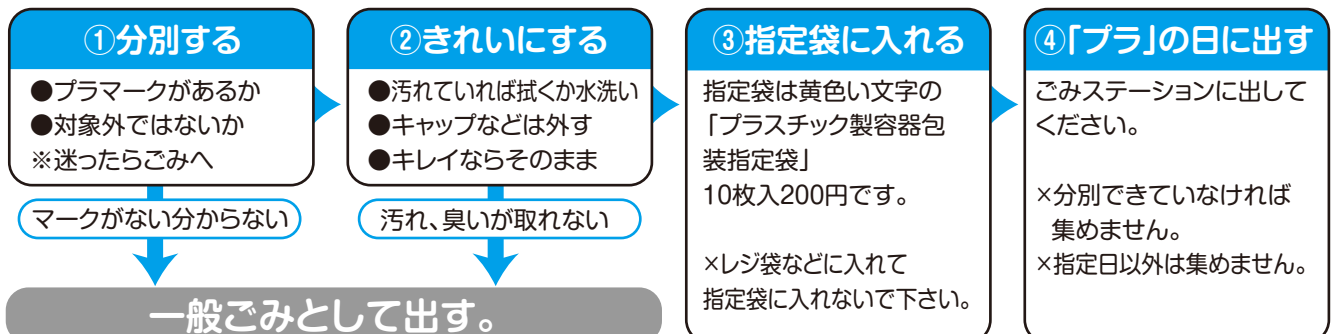 ①分別する
●プラマークがあるか
●対象外ではないか
※迷ったらごみへ
マークがない分からない
②きれいにする
●汚れていれば拭くか水洗い
●キャップなどは外す
●キレイならそのまま
汚れ、臭いが取れない
一般ごみとして出す。
③指定袋に入れる
指定袋は黄色い文字の
「プラスチック製容器包
装指定袋」
10枚入200円です。
×レジ袋などに入れて
指定袋に入れないで下さい。
④「プラ」の日に出す
ごみステーションに出して
ください。
×分別できていなければ
集めません。
×指定日以外は集めません。